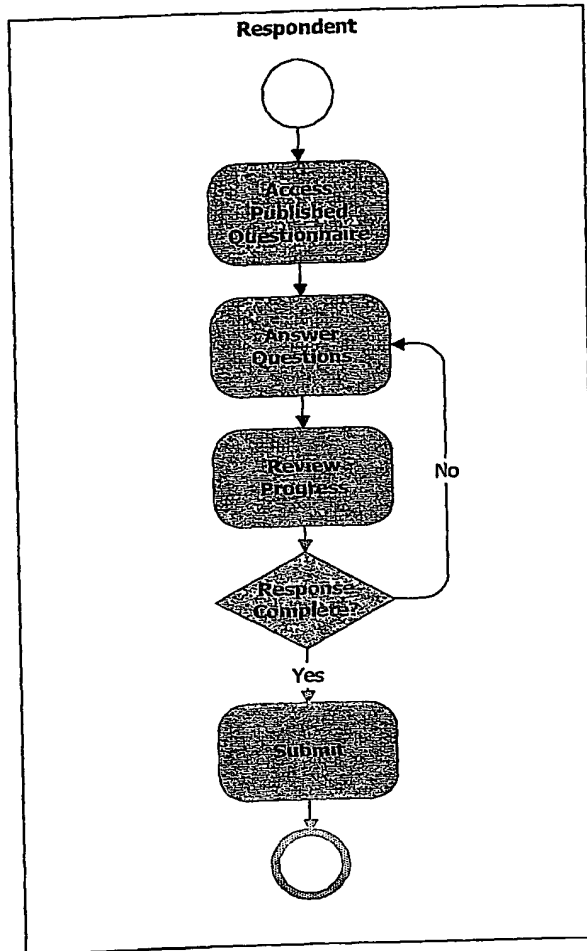 Respondent
Access
Published
Questionnaire
Answer
Questions
Review
Progress
No
Response
Complete?
Yes
Submit